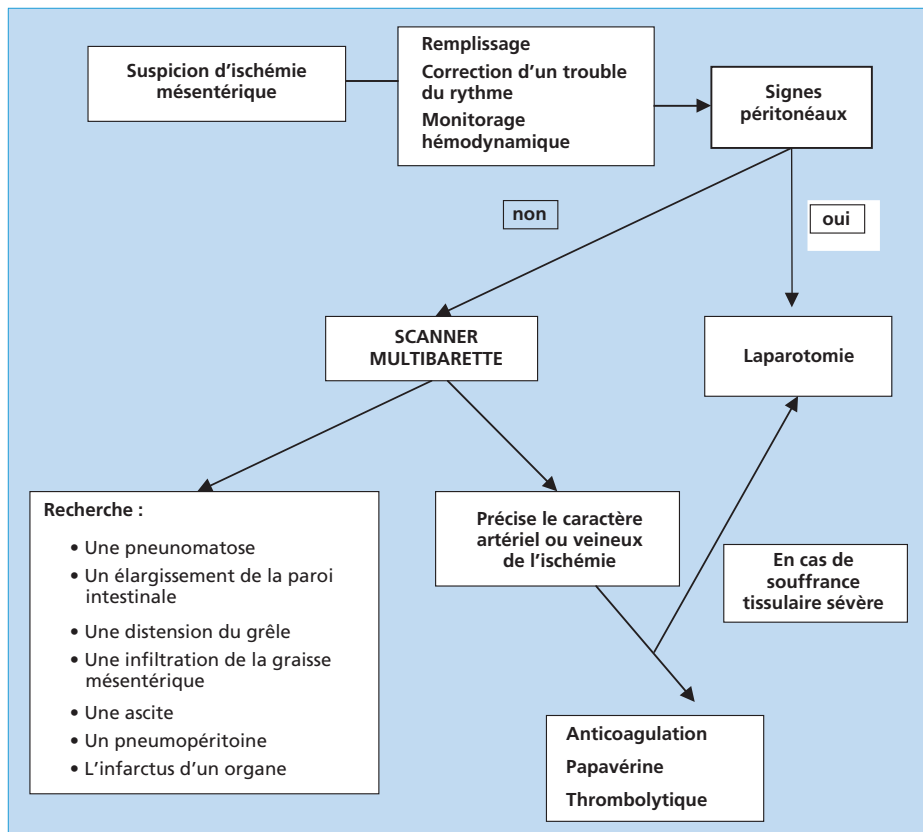 Suspicion d'ischémie
mésentérique
Remplissage
Correction d'un trouble
du rythme
Monitorage
hémodynamique
Signes
péritonéaux
non
oui
SCANNER
MULTIBARETTE
Laparotomie
Recherche :
• Une pneunomatose
• Un élargissement de la paroi
intestinale
• Une distension du grêle
• Une infiltration de la graisse
mésentérique
• Une ascite
• Un pneumopéritoine
• L'infarctus d'un organe
Précise le caractère
artériel ou veineux
de l'ischémie
En cas de
souffrance
tissulaire sévère
Anticoagulation
Papavérine
Thrombolytique